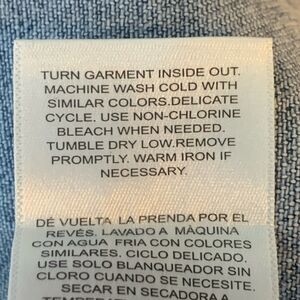 TURN GARMENT INSIDE OUT.
MACHINE WASH COLD WITH
SIMILAR COLORS.DELICATE
CYCLE. USE NON-CHLORINE
BLEACH WHEN NEEDED.
TUMBLE DRY LOW.REMOVE
PROMPTLY. WARM IRON IF
NECESSARY.
DÉ VUELTA LA PRENDA POR EL
REVÉS. LAVADO A MÁQUINA
CON AGUA FRIA CON COLORES
SIMILARES. CICLO DELICADO.
USE SOLO BLANQUEADOR SIN
CLORO CUANDO SE NECESITE.
SECAR EN SECADORA A